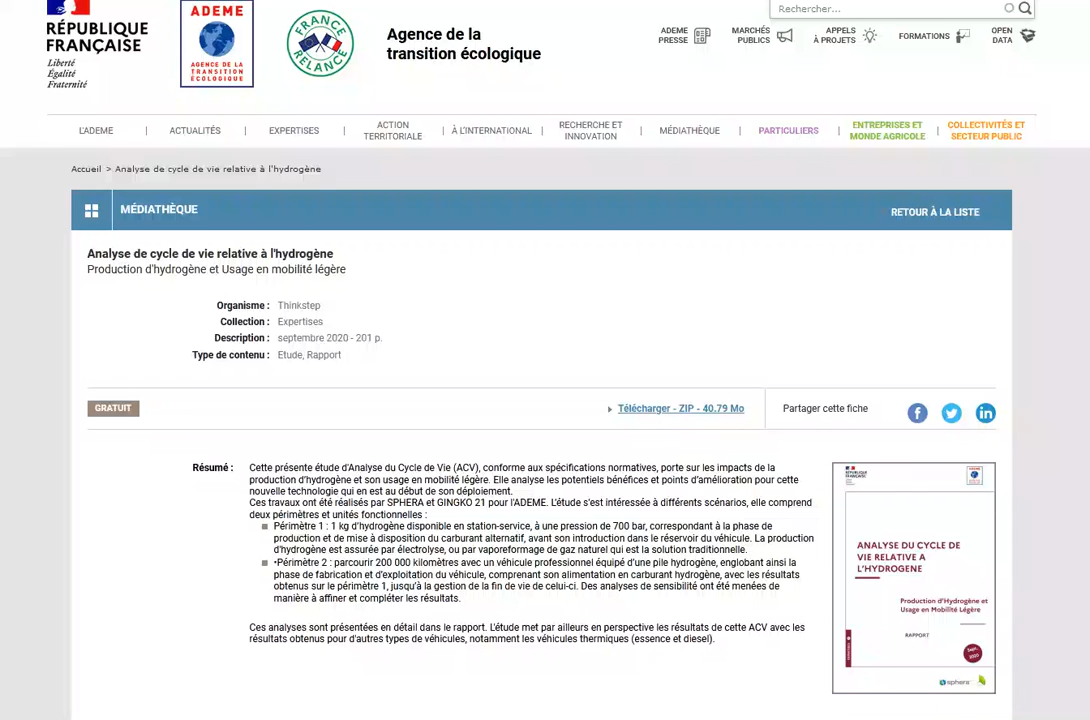 RÉPUBLIQUE
FRANÇAISE
Liberté
Égalité
Fraternité
ADEME
AGENCE DE LA
TRANSITION
ÉCOLOGIQUE
FRANCE
RELANCE
Agence de la
transition écologique
Rechercher...
ADEME
PRESSE
MARCHÉS
PUBLICS
APPELS
À PROJETS
FORMATIONS
OPEN
DATA
L'ADEME
ACTUALITÉS
EXPERTISES
ACTION
TERRITORIALE
À L'INTERNATIONAL
RECHERCHE ET
INNOVATION
MÉDIATHÈQUE
PARTICULIERS
ENTREPRISES ET
MONDE AGRICOLE
COLLECTIVITÉS ET
SECTEUR PUBLIC
Accueil > Analyse de cycle de vie relative à l'hydrogène
MÉDIATHÈQUE
RETOUR À LA LISTE
Analyse de cycle de vie relative à l'hydrogène
Production d'hydrogène et Usage en mobilité légère
Organisme : Thinkstep
Collection : Expertises
Description : septembre 2020 - 201 p.
Type de contenu : Etude, Rapport
GRATUIT
Télécharger - ZIP - 40.79 Mo
Partager cette fiche
Résumé : Cette présente étude d'Analyse du Cycle de Vie (ACV), conforme aux spécifications normatives, porte sur les impacts de la
production d'hydrogène et son usage en mobilité légère. Elle analyse les potentiels bénéfices et points d'amélioration pour cette
nouvelle technologie qui en est au début de son déploiement.
Ces travaux ont été réalisés par SPHERA et GINGKO 21 pour l'ADEME. L'étude s'est intéressée à différents scénarios, elle comprend
deux périmètres et unités fonctionnelles :
Périmètre 1 : 1 kg d'hydrogène disponible en station-service, à une pression de 700 bar, correspondant à la phase de
production et de mise à disposition du carburant alternatif, avant son introduction dans le réservoir du véhicule. La production
d'hydrogène est assurée par électrolyse, ou par vaporeformage de gaz naturel qui est la solution traditionnelle.
•Périmètre 2 : parcourir 200 000 kilomètres avec un véhicule professionnel équipé d'une pile hydrogène, englobant ainsi la
phase de fabrication et d'exploitation du véhicule, comprenant son alimentation en carburant hydrogène, avec les résultats
obtenus sur le périmètre 1, jusqu'à la gestion de la fin de vie de celui-ci. Des analyses de sensibilité ont été menées de
manière à affiner et compléter les résultats.
Ces analyses sont présentées en détail dans le rapport. L'étude met par ailleurs en perspective les résultats de cette ACV avec les
résultats obtenus pour d'autres types de véhicules, notamment les véhicules thermiques (essence et diesel).
ANALYSE DU CYCLE DE
VIE RELATIVE A
L'HYDROGENE
Production d'Hydrogène et
Usage en Mobilité Légère
RAPPORT
Sept.
2020
sphera